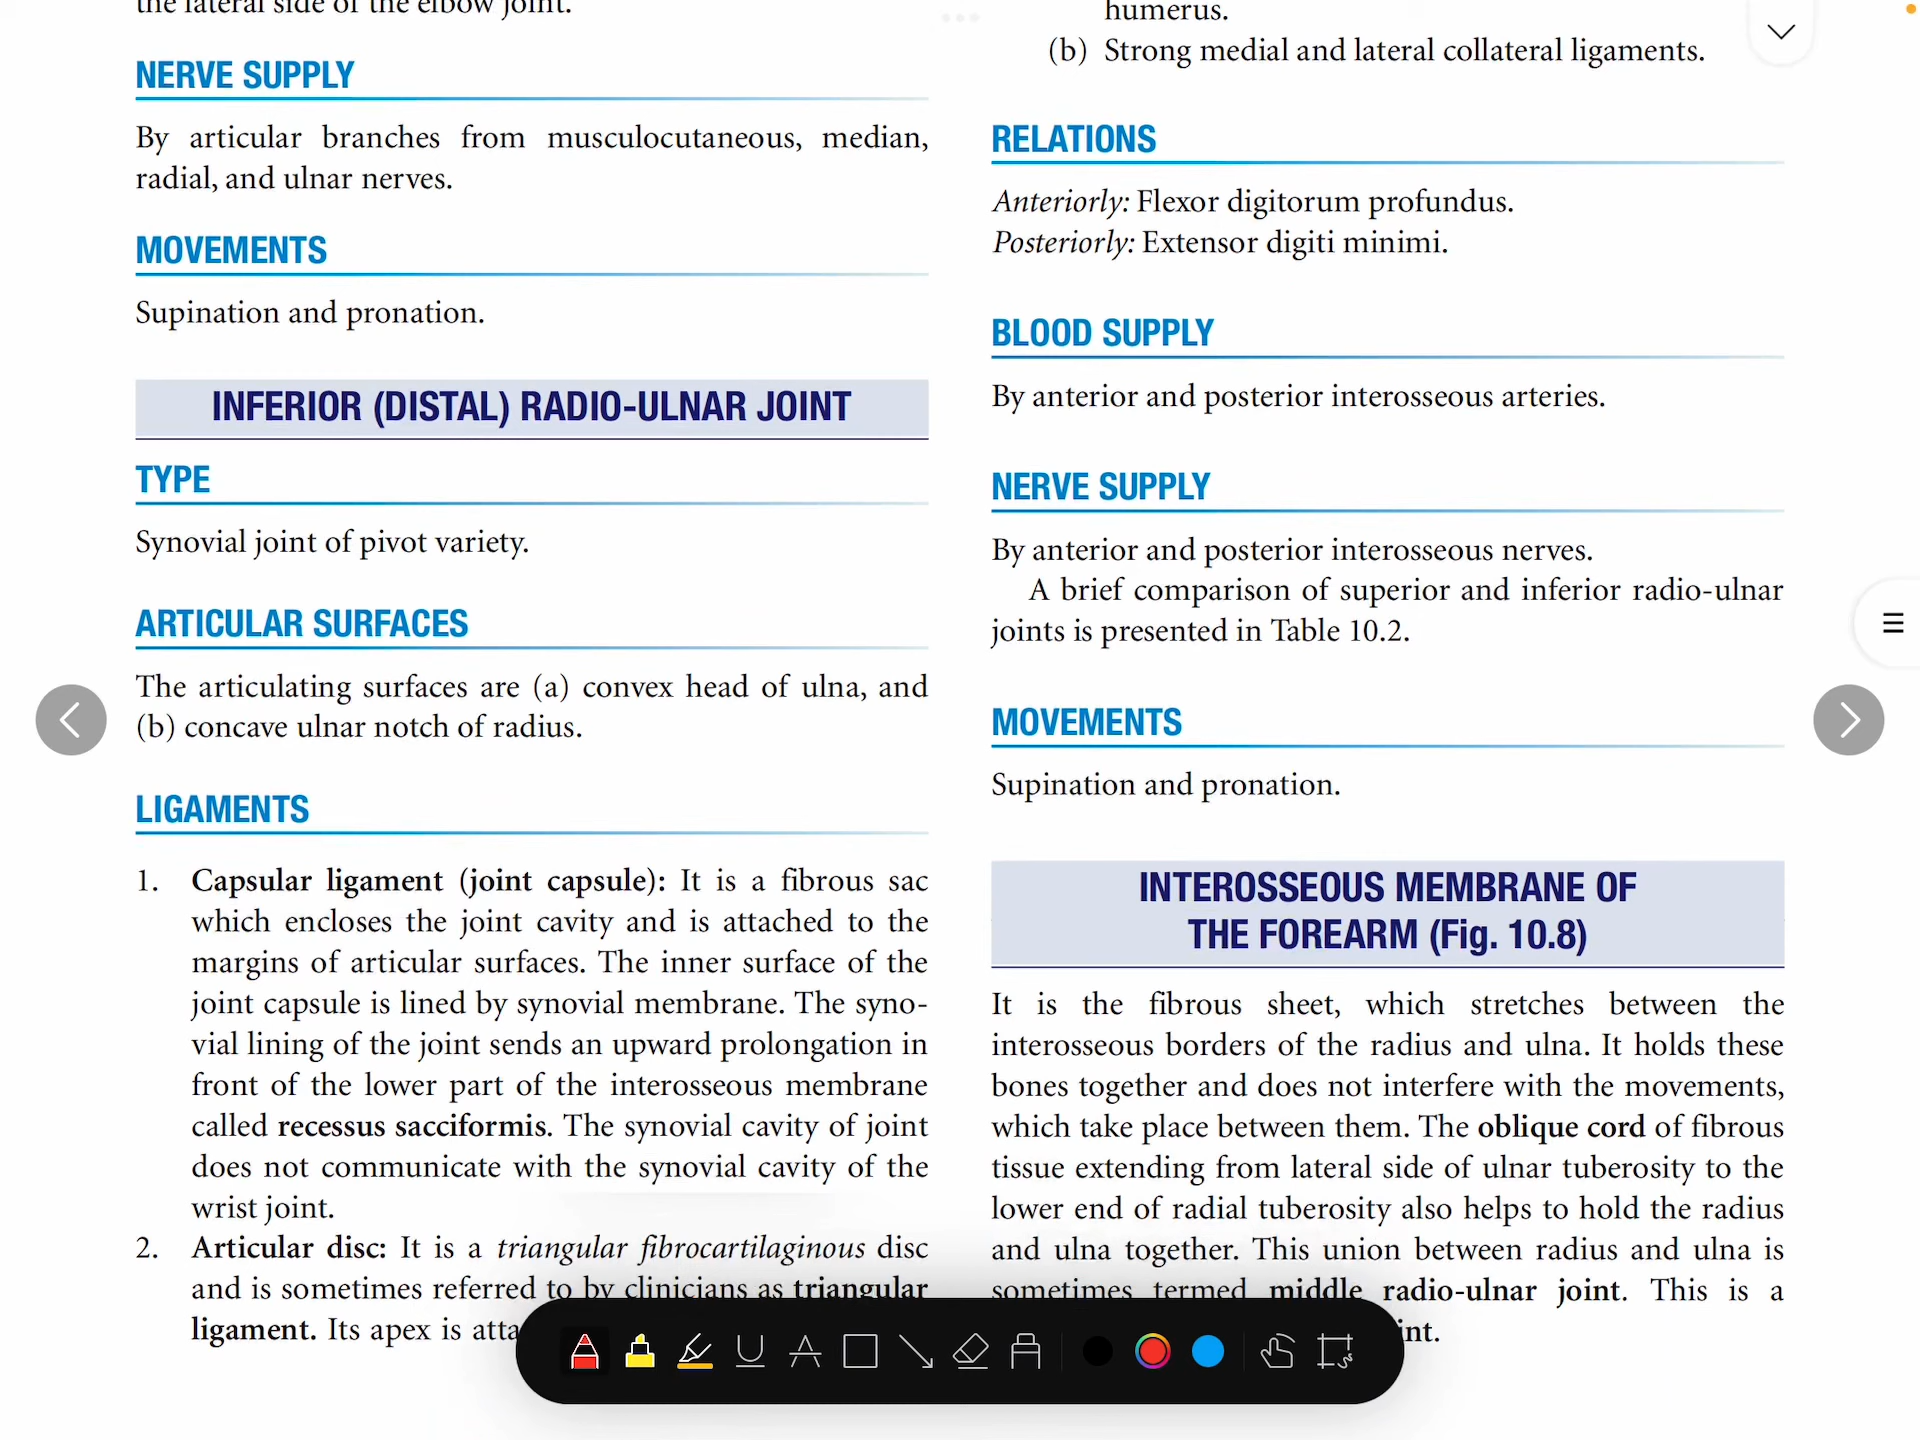 the lateral side of the elbow joint.
NERVE SUPPLY
By articular branches from musculocutaneous, median,
radial, and ulnar nerves.
MOVEMENTS
Supination and pronation.
INFERIOR (DISTAL) RADIO-ULNAR JOINT
TYPE
Synovial joint of pivot variety.
ARTICULAR SURFACES
The articulating surfaces are (a) convex head of ulna, and
(b) concave ulnar notch of radius.
LIGAMENTS
1. Capsular ligament (joint capsule): It is a fibrous sac
which encloses the joint cavity and is attached to the
margins of articular surfaces. The inner surface of the
joint capsule is lined by synovial membrane. The syno-
vial lining of the joint sends an upward prolongation in
front of the lower part of the interosseous membrane
called recessus sacciformis. The synovial cavity of joint
does not communicate with the synovial cavity of the
wrist joint.
2. Articular disc: It is a triangular fibrocartilaginous disc
and is sometimes referred to by clinicians as triangular
ligament. Its apex is atta
humerus.
(b) Strong medial and lateral collateral ligaments.
RELATIONS
Anteriorly: Flexor digitorum profundus.
Posteriorly: Extensor digiti minimi.
BLOOD SUPPLY
By anterior and posterior interosseous arteries.
NERVE SUPPLY
By anterior and posterior interosseous nerves.
A brief comparison of superior and inferior radio-ulnar
joints is presented in Table 10.2.
MOVEMENTS
Supination and pronation.
INTEROSSEOUS MEMBRANE OF
THE FOREARM (Fig. 10.8)
It is the fibrous sheet, which stretches between the
interosseous borders of the radius and ulna. It holds these
bones together and does not interfere with the movements,
which take place between them. The oblique cord of fibrous
tissue extending from lateral side of ulnar tuberosity to the
lower end of radial tuberosity also helps to hold the radius
and ulna together. This union between radius and ulna is
sometimes termed middle radio-ulnar joint. This is a
int.